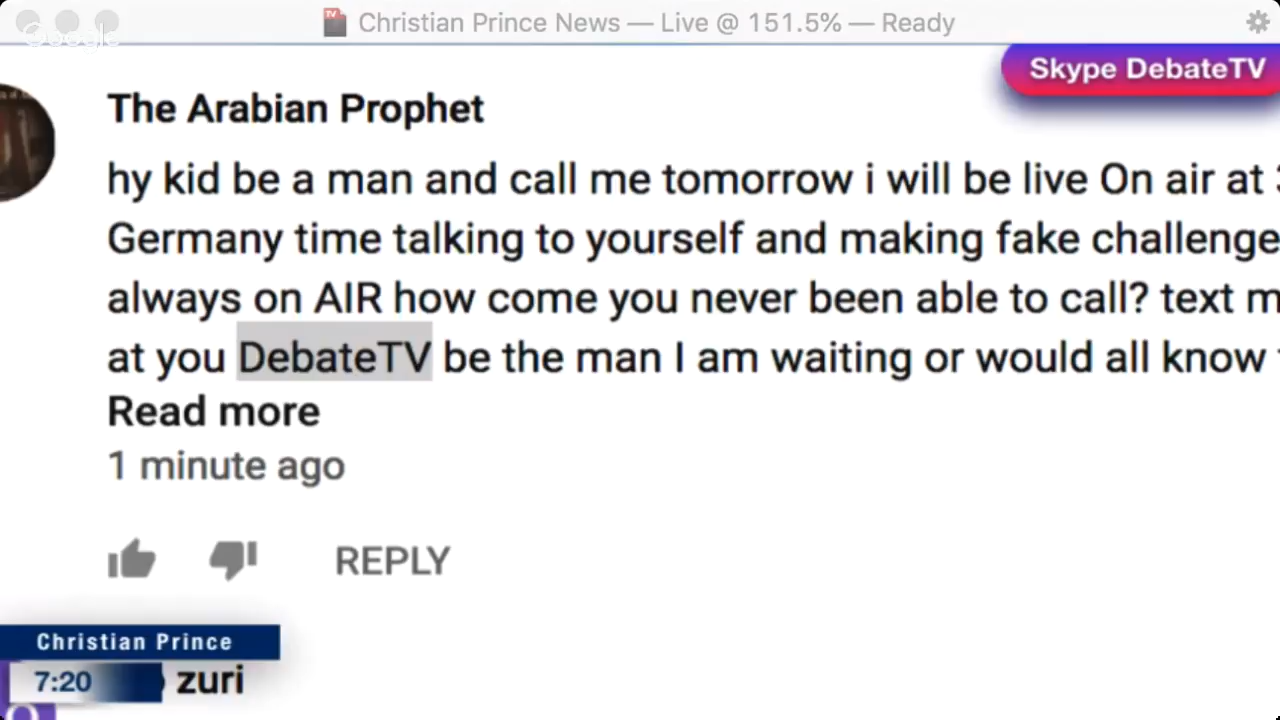 Christian Prince News — Live @ 151.5% — Ready
Google
Skype DebateTV
The Arabian Prophet
hy kid be a man and call me tomorrow i will be live On air at
Germany time talking to yourself and making fake challenge
always on AIR how come you never been able to call? text
at you DebateTV be the man I am waiting or would all know
Read more
1 minute ago
REPLY
Christian Prince
7:20
zuri